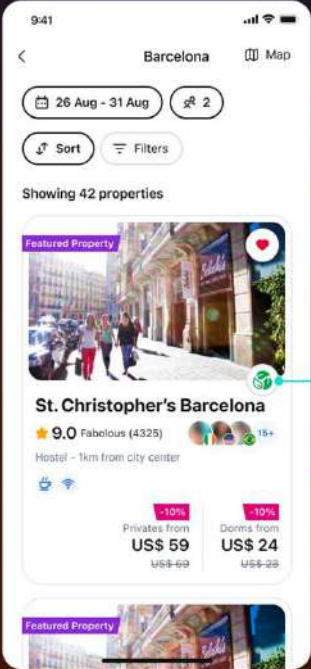 9:41
Barcelona
Map
26 Aug - 31 Aug
2
Sort
Filters
Showing 42 properties
Featured Property
St. Christopher's Barcelona
9.0 Fabolous (4325)
15+
Hostel - 1km from city center
-10%
-10%
Privates from
Dorms from
US$ 59
US$ 24
US$ 69
US$ 28
Featured Property